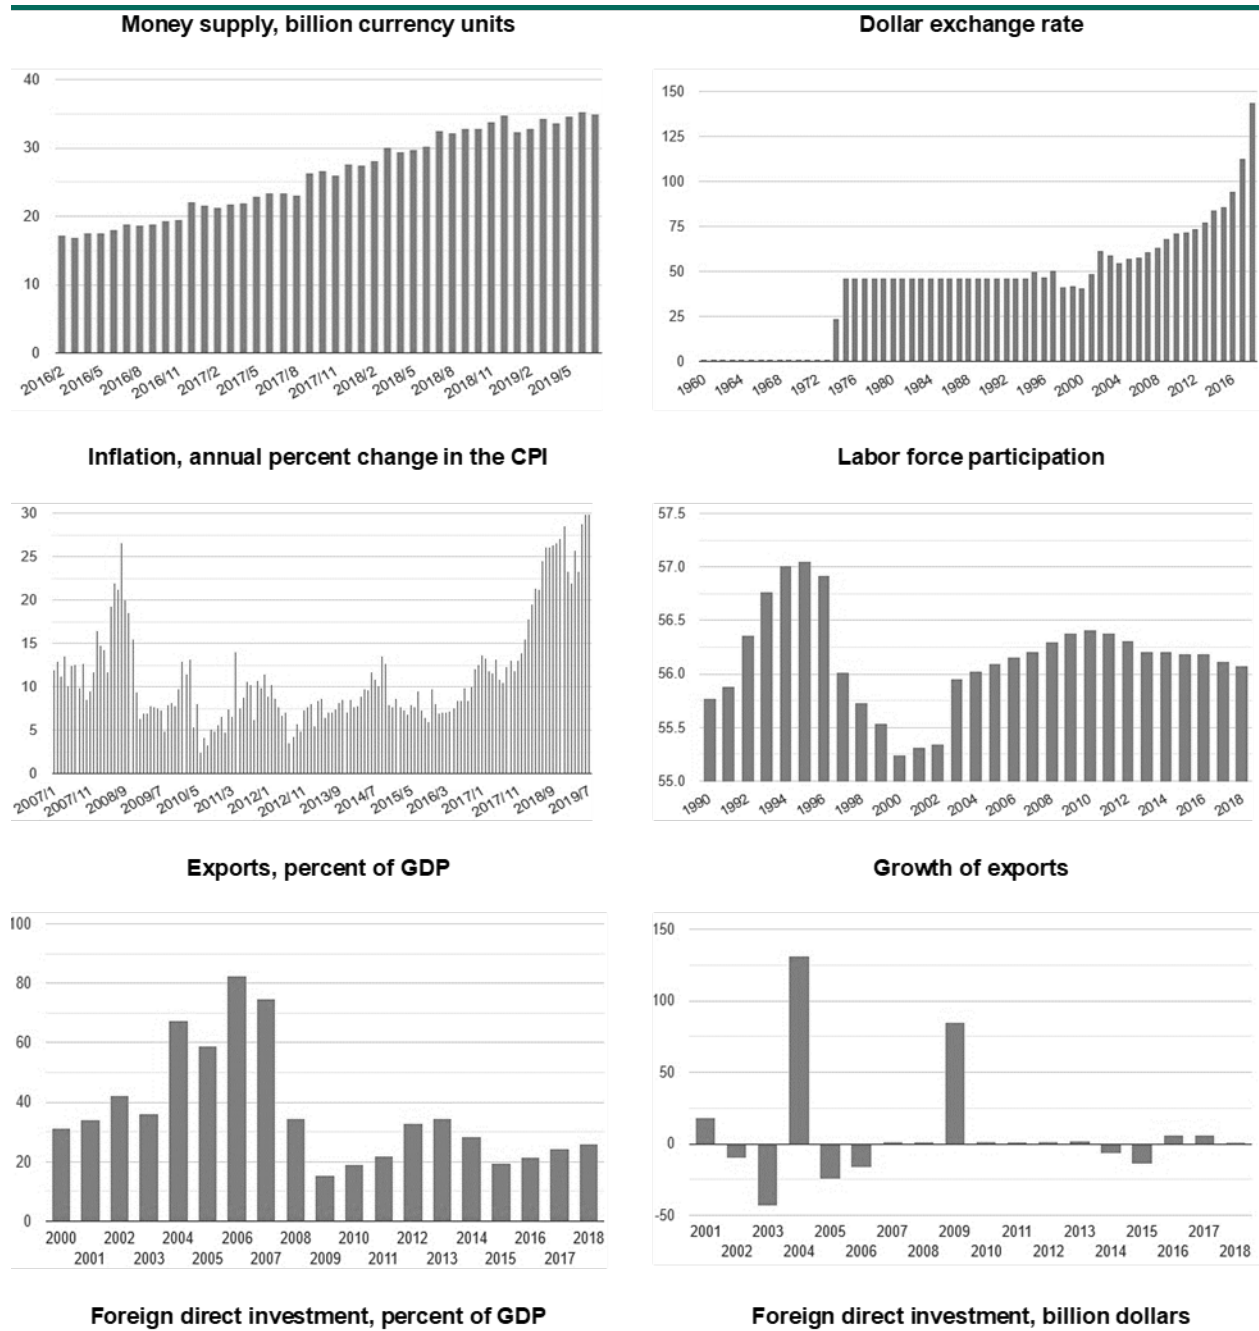 Money supply, billion currency units
40
30
20
10
0
2016/2 2016/5 2016/8 2016/11 2017/2 2017/5 2017/8 2017/11 2018/2 2018/5 2018/8 2018/11 2019/2 2019/5
Dollar exchange rate
150
125
100
75
50
25
0
1960 1964 1968 1972 1976 1980 1984 1988 1992 1996 2000 2004 2008 2012 2016
Inflation, annual percent change in the CPI
30
25
20
15
10
5
0
2007/1 2007/11 2008/9 2009/7 2010/5 2011/3 2012/1 2012/11 2013/9 2014/7 2015/5 2016/3 2017/1 2017/11 2018/9 2019/7
Labor force participation
57.5
57.0
56.5
56.0
55.5
55.0
1990 1992 1994 1996 1998 2000 2002 2004 2006 2008 2010 2012 2014 2016 2018
Exports, percent of GDP
100
80
60
40
20
0
2000 2002 2004 2006 2008 2010 2012 2014 2016 2018
2001 2003 2005 2007 2009 2011 2013 2015 2017
Growth of exports
150
100
50
0
-50
2001 2003 2005 2007 2009 2011 2013 2015 2017
2002 2004 2006 2008 2010 2012 2014 2016 2018
Foreign direct investment, percent of GDP
Foreign direct investment, billion dollars